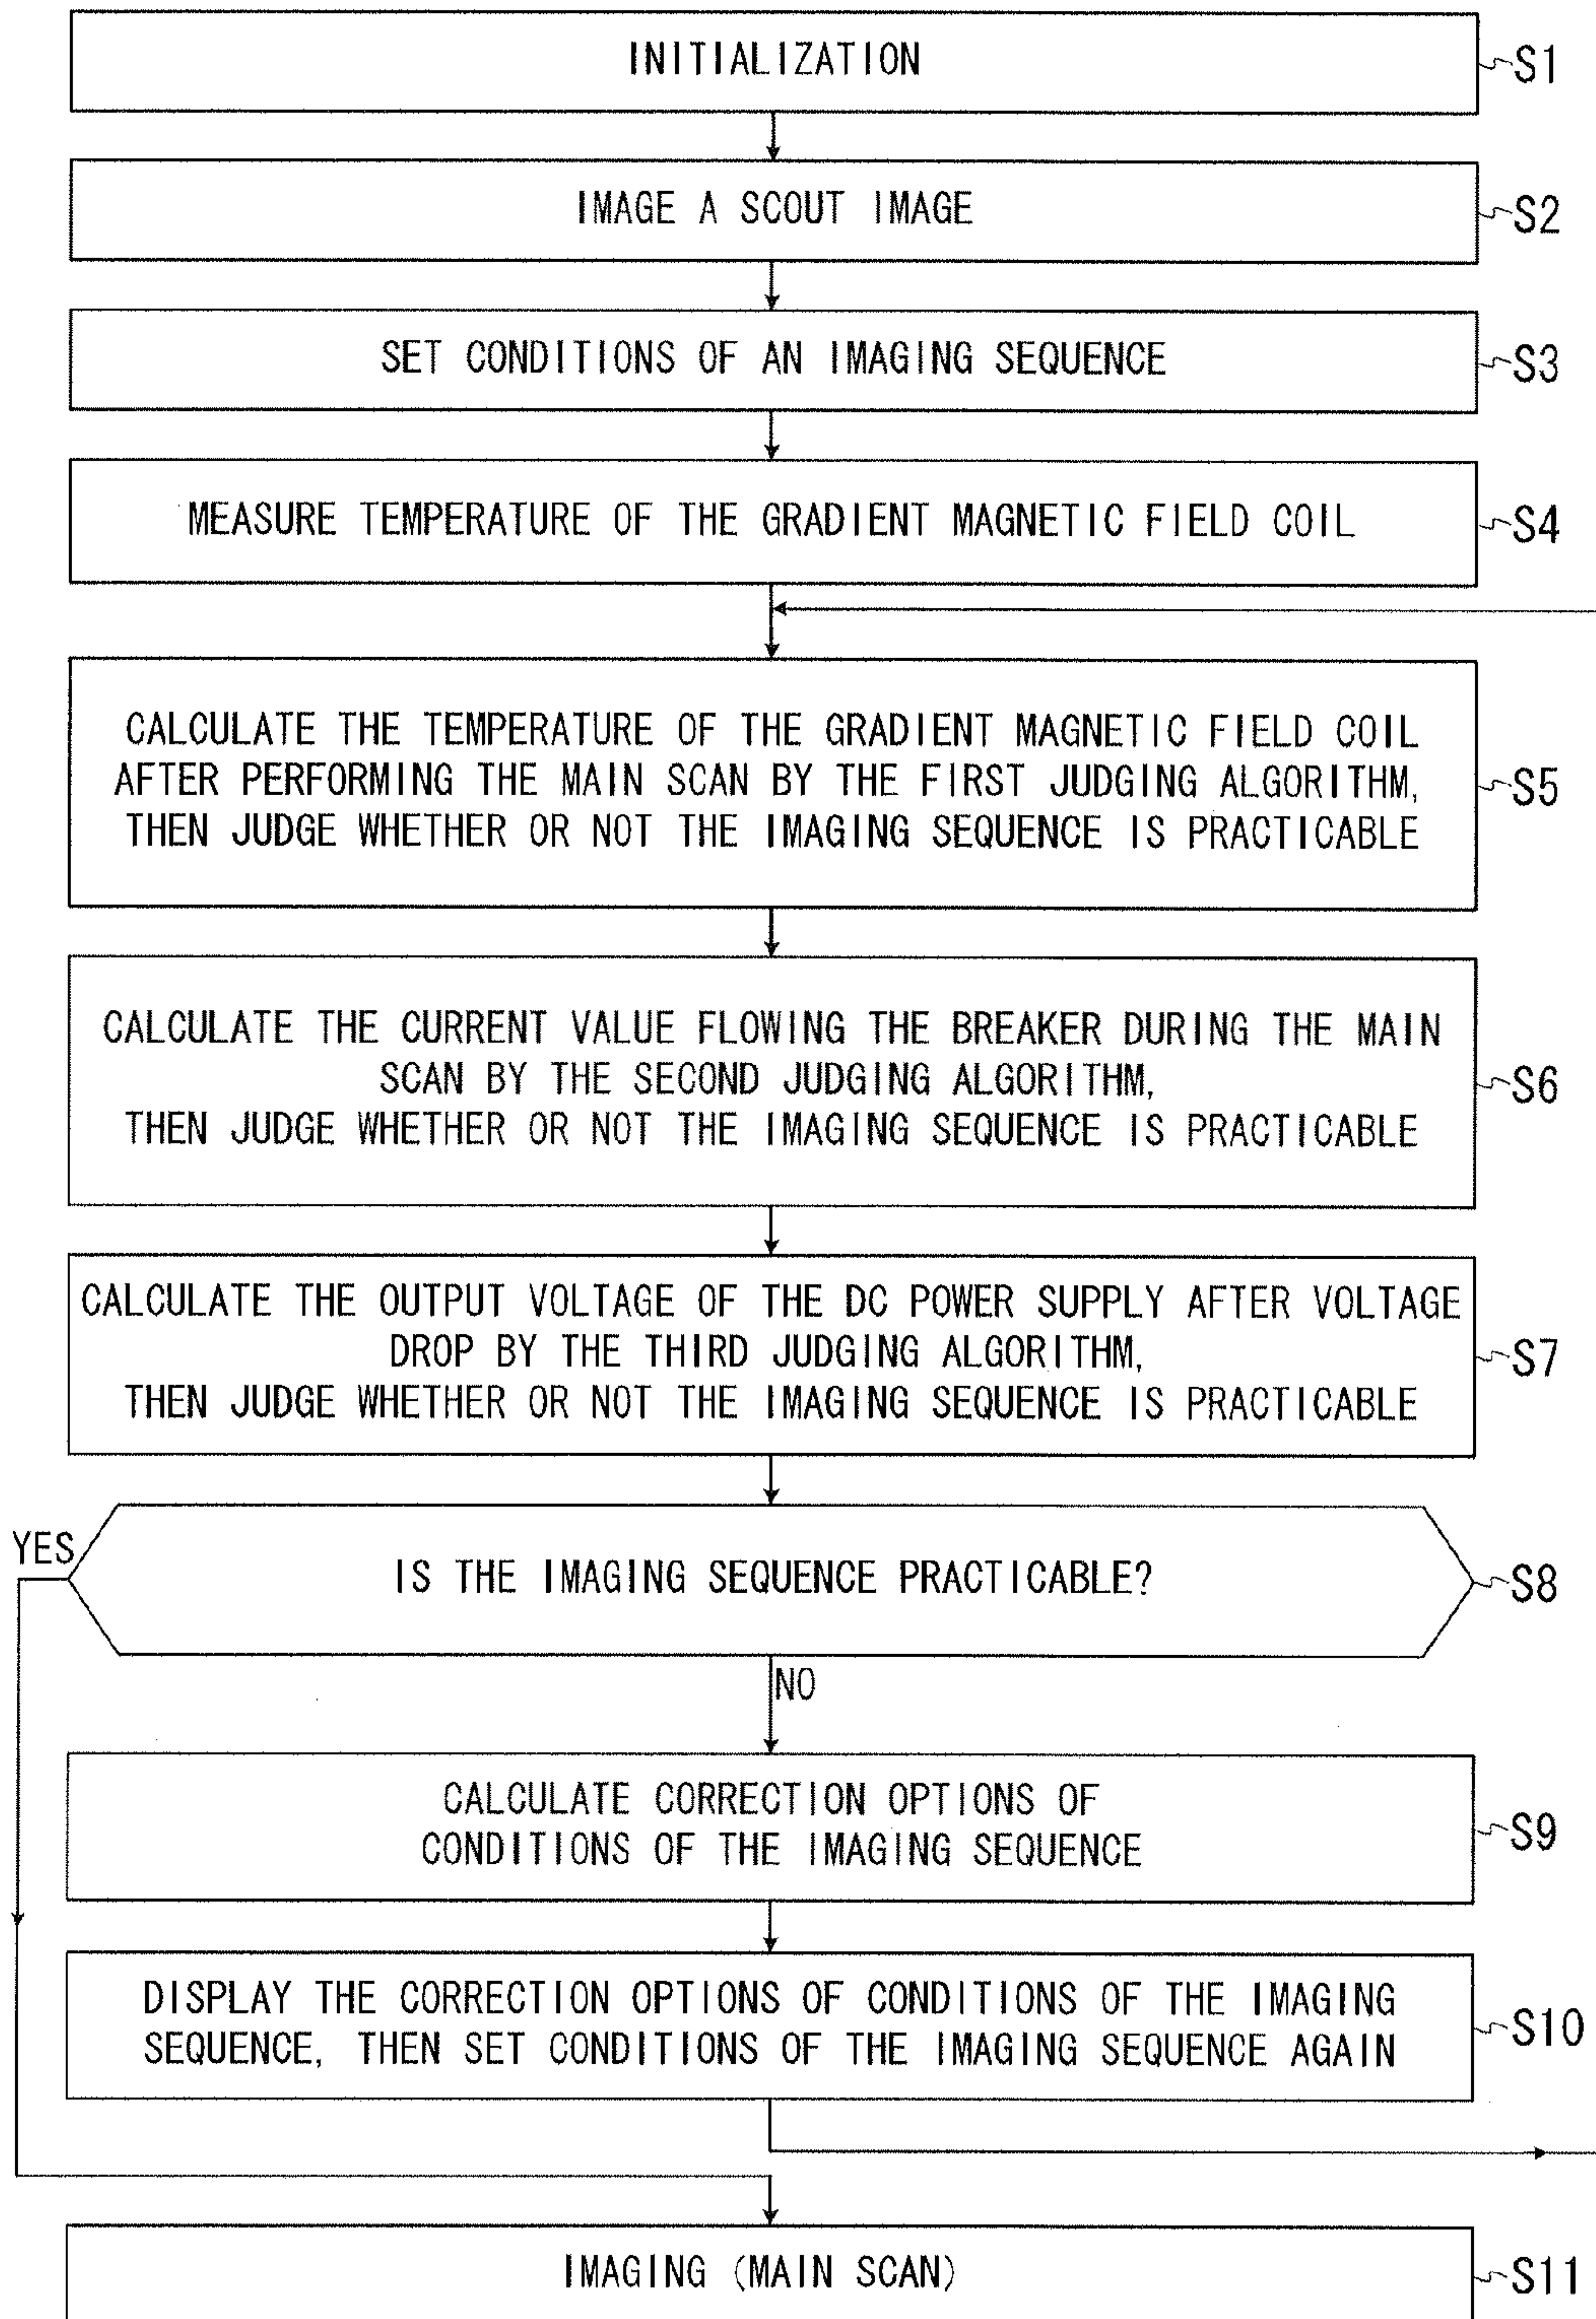 INITIALIZATION
S1
IMAGE A SCOUT IMAGE
S2
SET CONDITIONS OF AN IMAGING SEQUENCE
S3
MEASURE TEMPERATURE OF THE GRADIENT MAGNETIC FIELD COIL
S4
CALCULATE THE TEMPERATURE OF THE GRADIENT MAGNETIC FIELD COIL
AFTER PERFORMING THE MAIN SCAN BY THE FIRST JUDGING ALGORITHM,
THEN JUDGE WHETHER OR NOT THE IMAGING SEQUENCE IS PRACTICABLE
S5
CALCULATE THE CURRENT VALUE FLOWING THE BREAKER DURING THE MAIN
SCAN BY THE SECOND JUDGING ALGORITHM,
THEN JUDGE WHETHER OR NOT THE IMAGING SEQUENCE IS PRACTICABLE
S6
CALCULATE THE OUTPUT VOLTAGE OF THE DC POWER SUPPLY AFTER VOLTAGE
DROP BY THE THIRD JUDGING ALGORITHM,
THEN JUDGE WHETHER OR NOT THE IMAGING SEQUENCE IS PRACTICABLE
S7
YES
IS THE IMAGING SEQUENCE PRACTICABLE?
S8
NO
CALCULATE CORRECTION OPTIONS OF
CONDITIONS OF THE IMAGING SEQUENCE
S9
DISPLAY THE CORRECTION OPTIONS OF CONDITIONS OF THE IMAGING
SEQUENCE, THEN SET CONDITIONS OF THE IMAGING SEQUENCE AGAIN
S10
IMAGING (MAIN SCAN)
S11